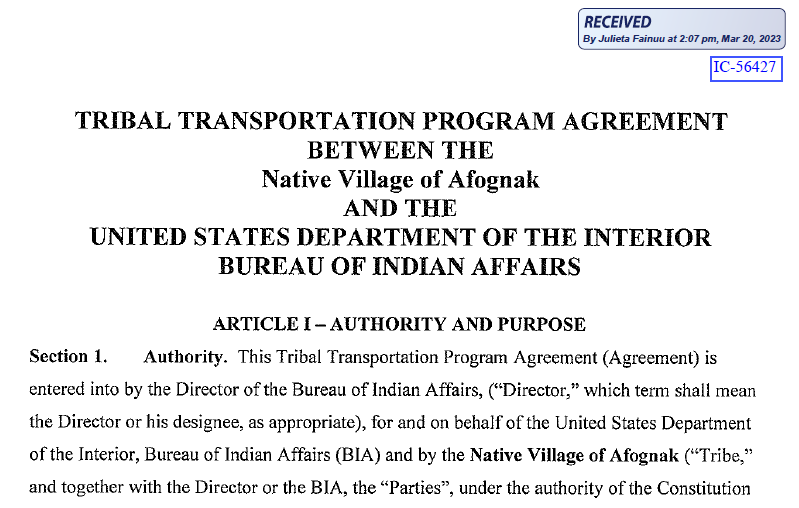 RECEIVED
By Julieta Fainuu at 2:07 pm, Mar 20, 2023
IC-56427
TRIBAL TRANSPORTATION PROGRAM AGREEMENT
BETWEEN THE
Native Village of Afognak
AND THE
UNITED STATES DEPARTMENT OF THE INTERIOR
BUREAU OF INDIAN AFFAIRS
ARTICLE I – AUTHORITY AND PURPOSE
Section 1. Authority. This Tribal Transportation Program Agreement (Agreement) is
entered into by the Director of the Bureau of Indian Affairs, (“Director,” which term shall mean
the Director or his designee, as appropriate), for and on behalf of the United States Department
of the Interior, Bureau of Indian Affairs (BIA) and by the Native Village of Afognak (“Tribe,”
and together with the Director or the BIA, the “Parties”, under the authority of the Constitution